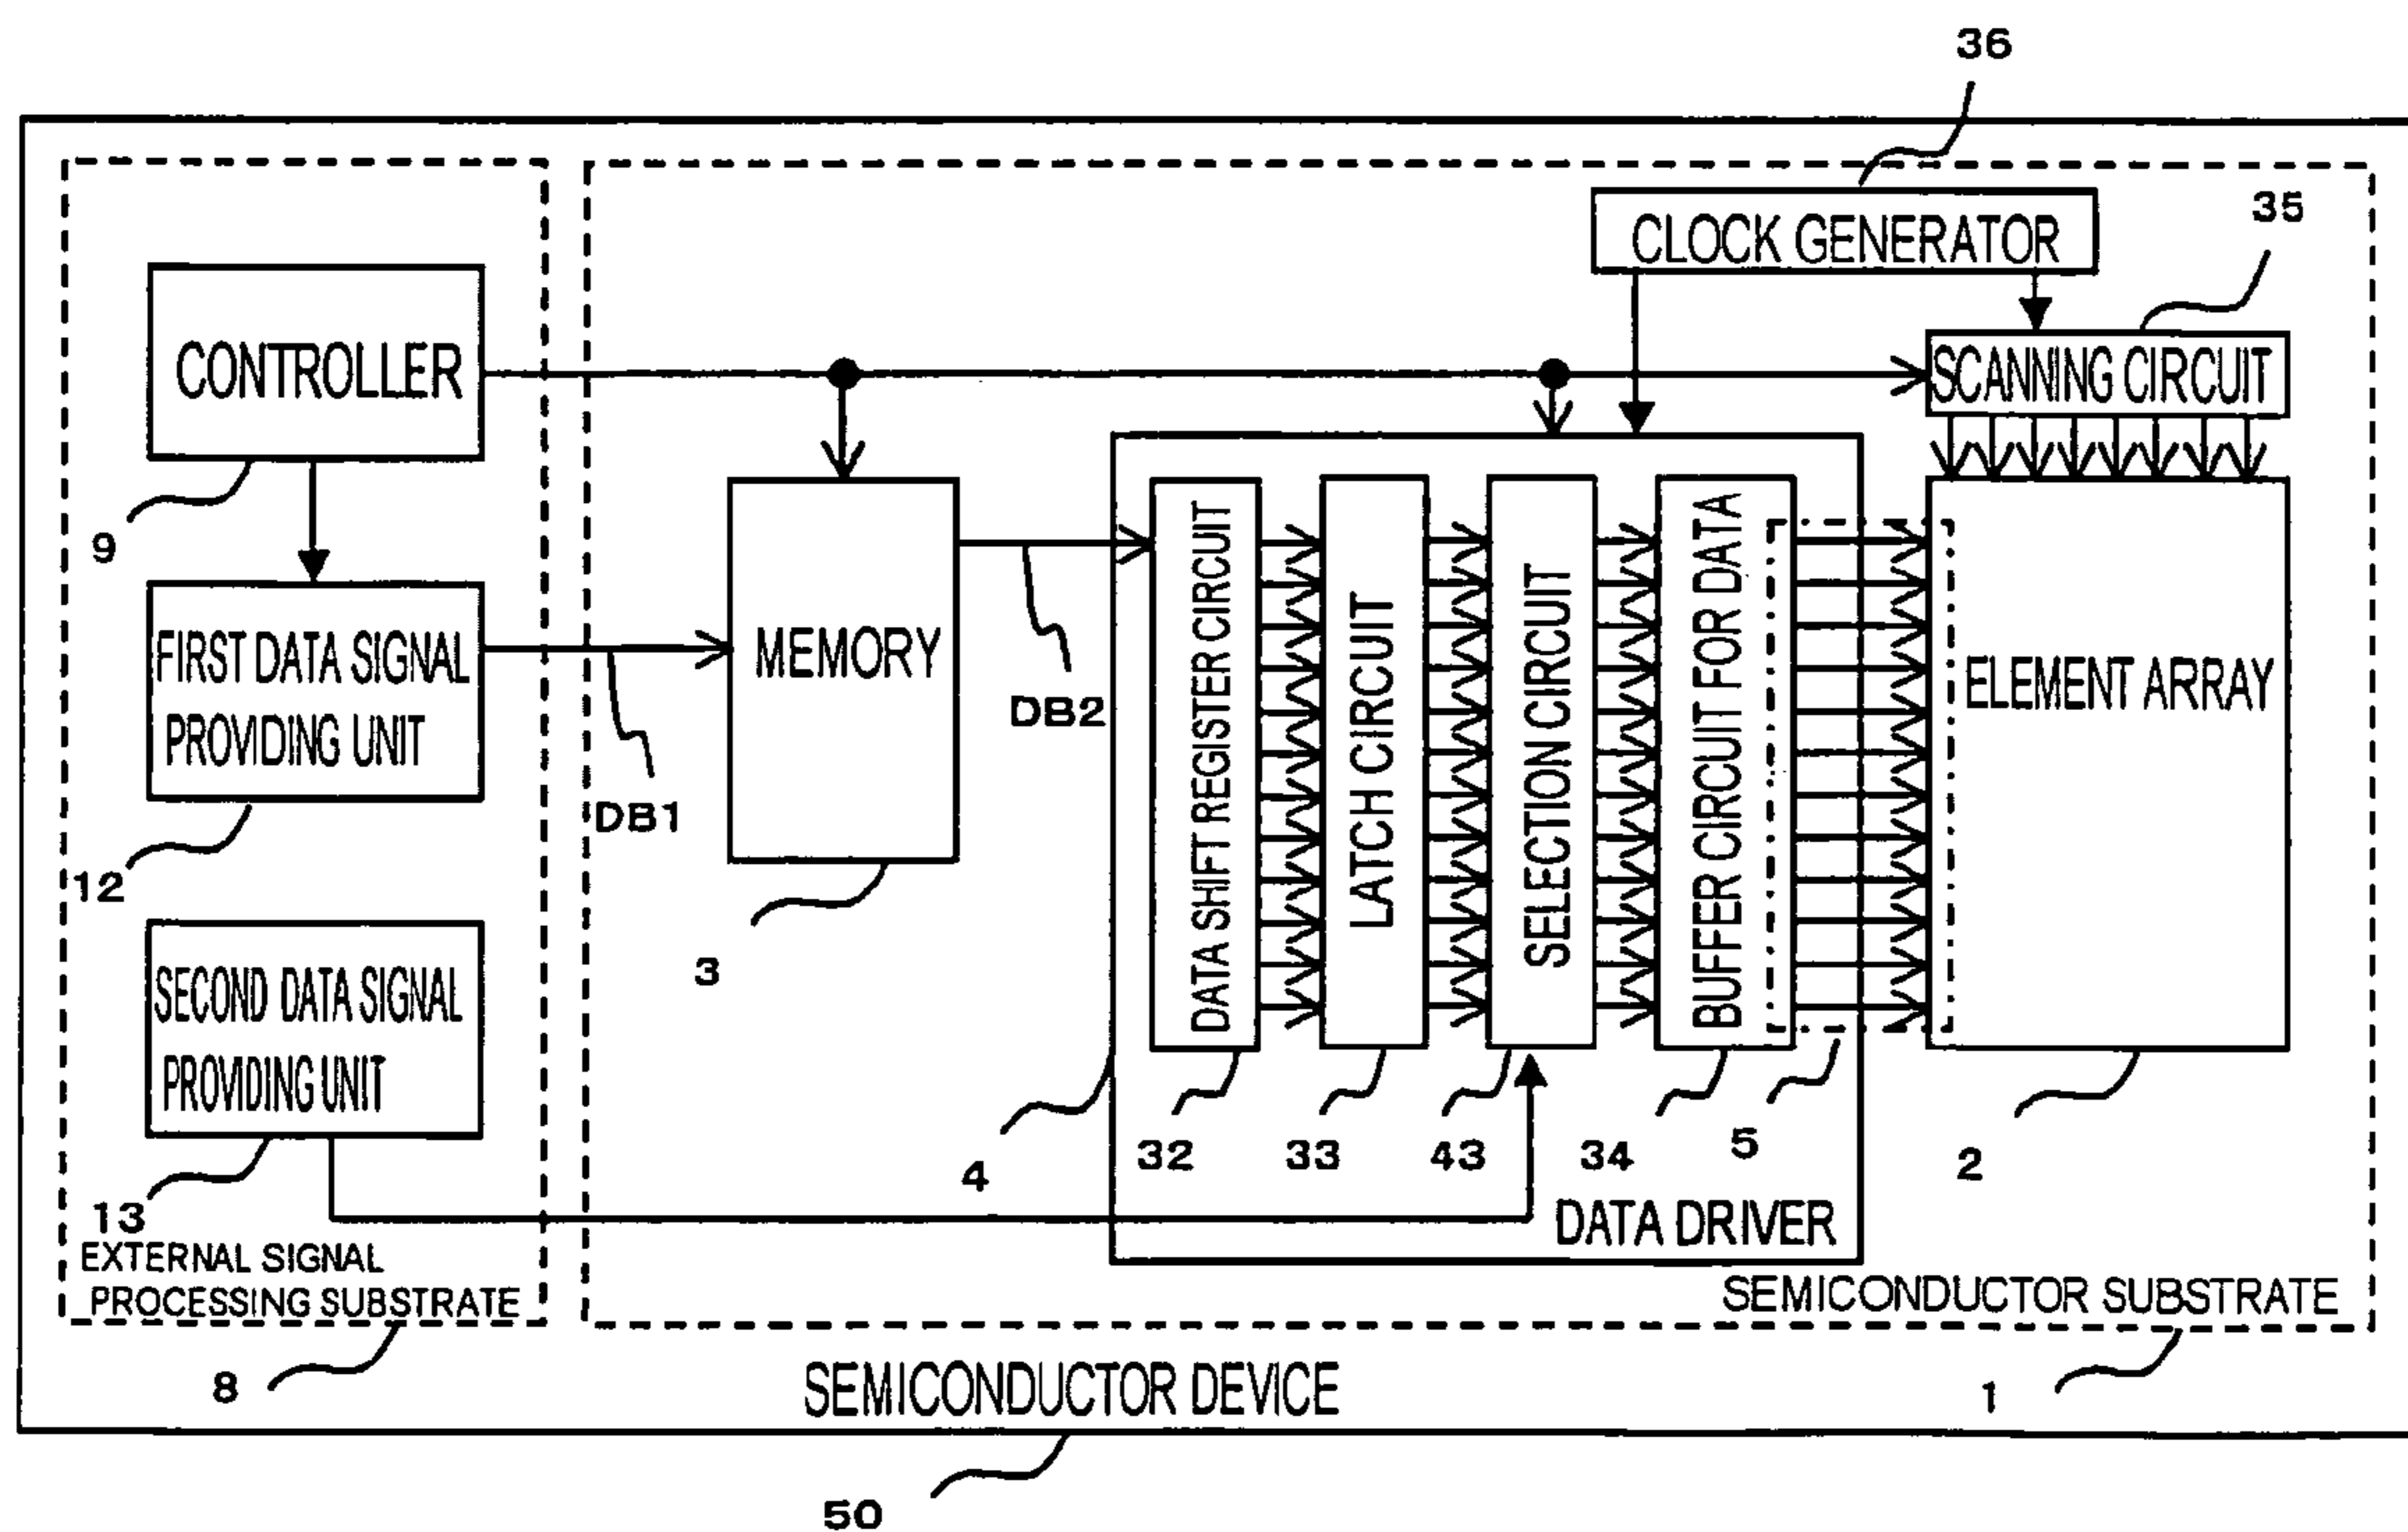 36
CLOCK GENERATOR
35
CONTROLLER
SCANNING CIRCUIT
9
FIRST DATA SIGNAL
PROVIDING UNIT
MEMORY
DB1
DB2
DATA SHIFT REGISTER CIRCUIT
LATCH CIRCUIT
SELECTION CIRCUIT
BUFFER CIRCUIT FOR DATA
ELEMENT ARRAY
12
3
SECOND DATA SIGNAL
PROVIDING UNIT
13
4
32
33
43
34
5
2
DATA DRIVER
EXTERNAL SIGNAL
PROCESSING SUBSTRATE
SEMICONDUCTOR SUBSTRATE
8
1
SEMICONDUCTOR DEVICE
50